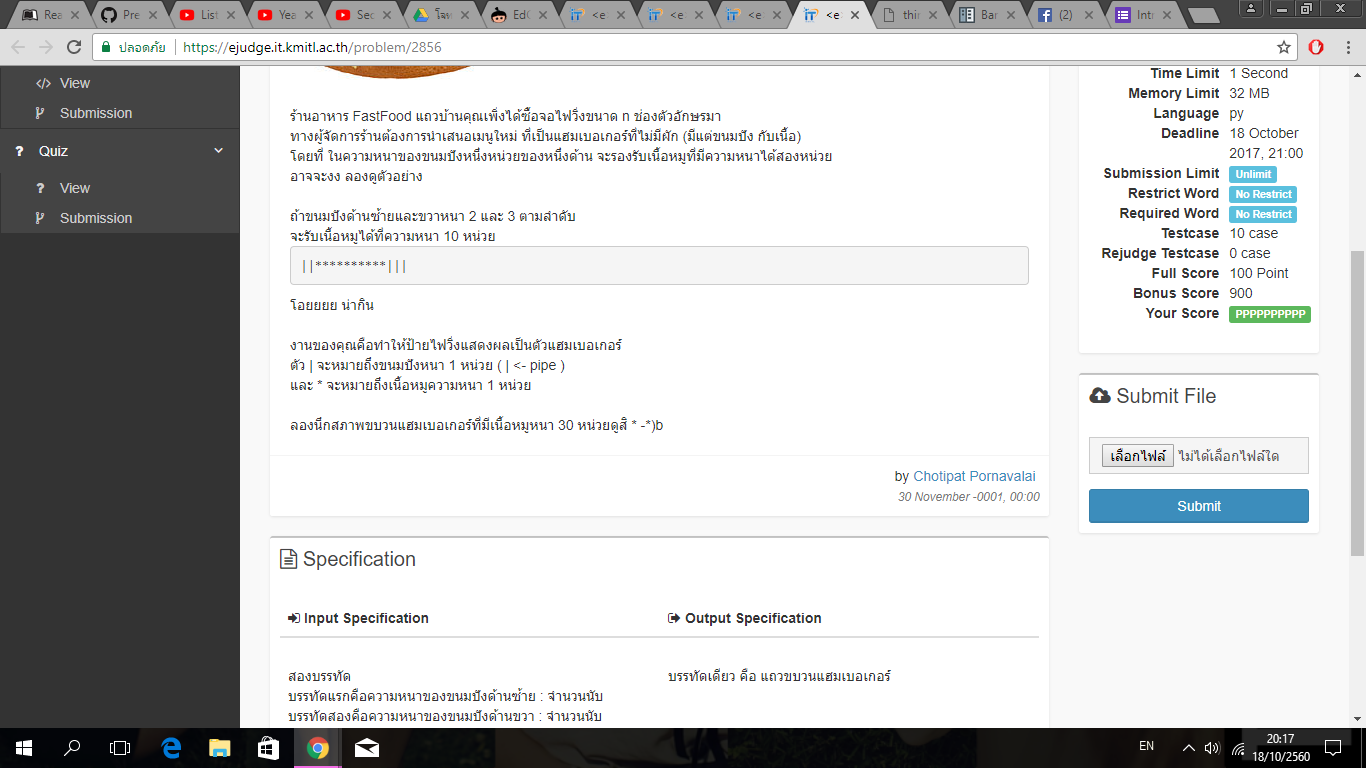 Rea
Pre
List
Yea
Sec
โจท
EdC
<e
<e
<e
<e
thir
Bar
(2)
Intr
ปลอดภัย
https://ejudge.it.kmitl.ac.th/problem/2856
View
Submission
Quiz
View
Submission
ร้านอาหาร FastFood แถวบ้านคุณเพิ่งได้ซื้อจอไฟวิ่งขนาด n ช่องตัวอักษรมา
ทางผู้จัดการร้านต้องการนำเสนอเมนูใหม่ ที่เป็นแฮมเบอเกอร์ที่ไม่มีผัก (มีแต่ขนมปัง กับเนื้อ)
โดยที่ ในความหนาของขนมปังหนึ่งหน่วยของหนึ่งด้าน จะรองรับเนื้อหมูที่มีความหนาได้สองหน่วย
อาจจะงง ลองดูตัวอย่าง
ถ้าขนมปังด้านซ้ายและขวาหนา 2 และ 3 ตามลำดับ
จะรับเนื้อหมูได้ที่ความหนา 10 หน่วย
||**********|||
โอยยยย น่ากิน
งานของคุณคือทำให้ป้ายไฟวิ่งแสดงผลเป็นตัวแฮมเบอเกอร์
ตัว | จะหมายถึงขนมปังหนา 1 หน่วย ( | <- pipe )
และ * จะหมายถึงเนื้อหมูความหนา 1 หน่วย
ลองนึกสภาพขบวนแฮมเบอเกอร์ที่มีเนื้อหมูหนา 30 หน่วยดูสิ * -*)b
by Chotipat Pornavalai
30 November -0001, 00:00
Specification
Input Specification
Output Specification
สองบรรทัด
บรรทัดแรกคือความหนาของขนมปังด้านซ้าย : จำนวนนับ
บรรทัดสองคือความหนาของขนมปังด้านขวา : จำนวนนับ
บรรทัดเดียว คือ แถวขบวนแฮมเบอเกอร์
Time Limit 1 Second
Memory Limit 32 MB
Language py
Deadline 18 October
2017, 21:00
Submission Limit Unlimit
Restrict Word No Restrict
Required Word No Restrict
Testcase 10 case
Rejudge Testcase 0 case
Full Score 100 Point
Bonus Score 900
Your Score PPPPPPPPPP
Submit File
เลือกไฟล์ ไม่ได้เลือกไฟล์ใด
Submit
EN
20:17
18/10/2560